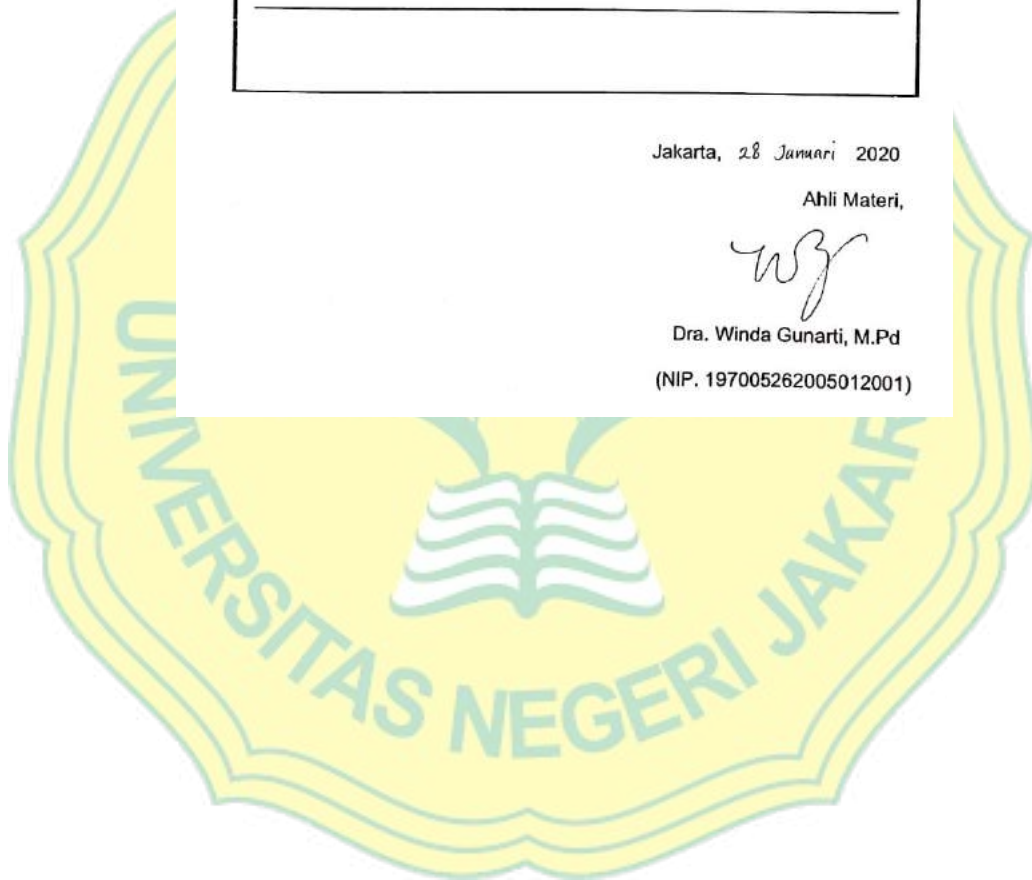 Jakarta, 28 Januari 2020
Ahli Materi,
Dra. Winda Gunarti, M.Pd
(NIP. 197005262005012001)
UNIVERSITAS NEGERI JAKAR